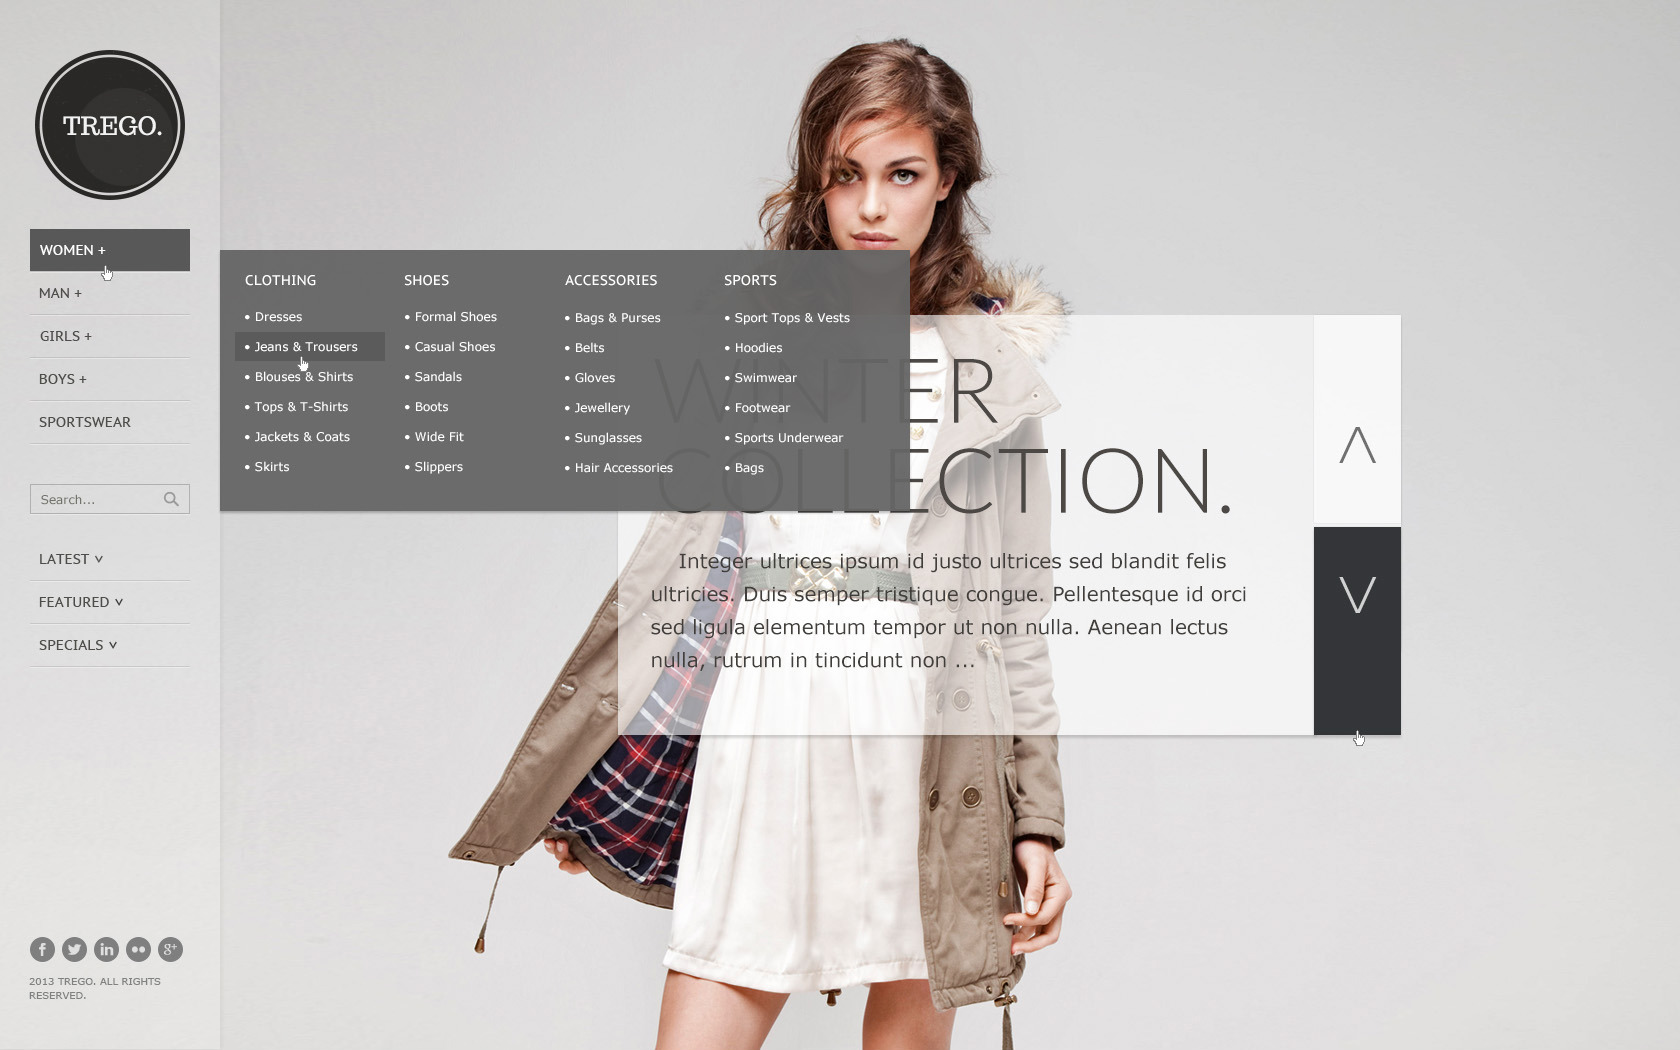 TREGO.
WOMEN +
MAN +
GIRLS +
BOYS +
SPORTSWEAR
Search...
LATEST
FEATURED
SPECIALS
2013 TREGO. ALL RIGHTS
RESERVED.
CLOTHING
• Dresses
• Jeans & Trousers
• Blouses & Shirts
• Tops & T-Shirts
• Jackets & Coats
• Skirts
SHOES
• Formal Shoes
• Casual Shoes
• Sandals
• Boots
• Wide Fit
• Slippers
ACCESSORIES
• Bags & Purses
• Belts
• Gloves
• Jewellery
• Sunglasses
• Hair Accessories
SPORTS
• Sport Tops & Vests
• Hoodies
• Swimwear
• Footwear
• Sports Underwear
• Bags
WINTER
COLLECTION.
Integer ultrices ipsum id justo ultrices sed blandit felis
ultricies. Duis semper tristique congue. Pellentesque id orci
sed ligula elementum tempor ut non nulla. Aenean lectus
nulla, rutrum in tincidunt non ...